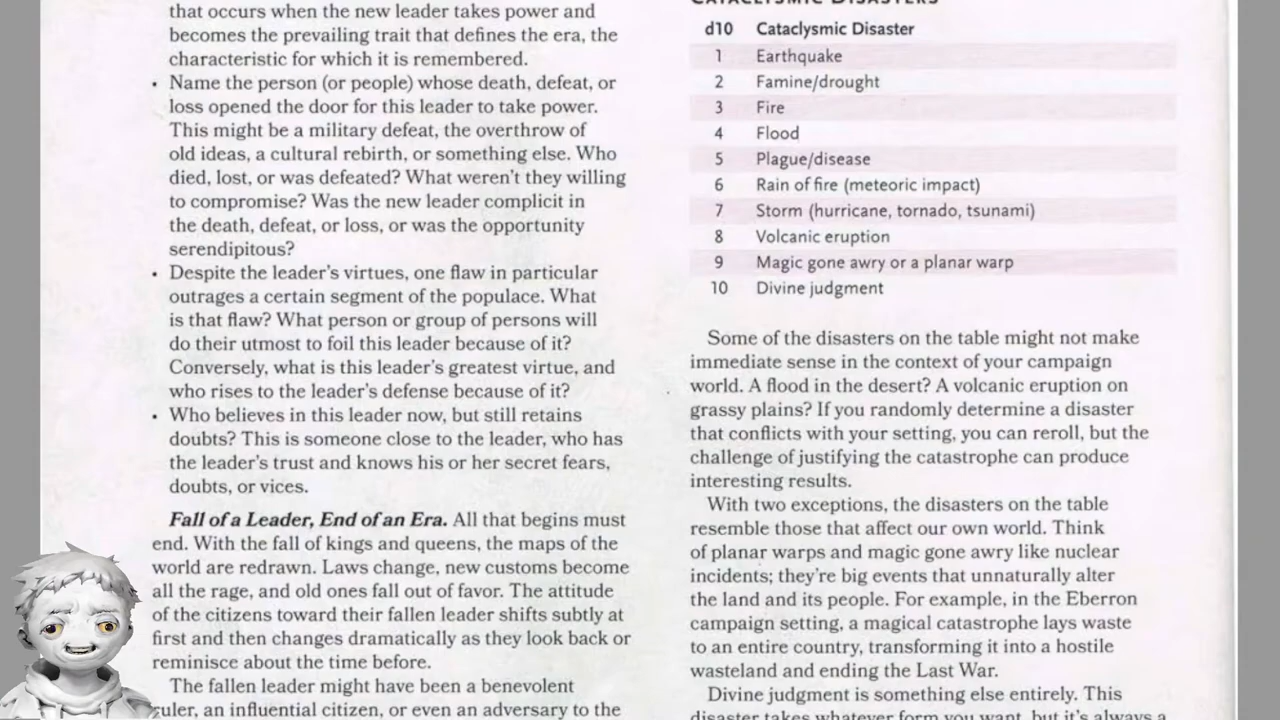 that occurs when the new leader takes power and
becomes the prevailing trait that defines the era, the
characteristic for which it is remembered.
• Name the person (or people) whose death, defeat, or
loss opened the door for this leader to take power.
This might be a military defeat, the overthrow of
old ideas, a cultural rebirth, or something else. Who
died, lost, or was defeated? What weren't they willing
to compromise? Was the new leader complicit in
the death, defeat, or loss, or was the opportunity
serendipitous?
• Despite the leader's virtues, one flaw in particular
outrages a certain segment of the populace. What
is that flaw? What person or group of persons will
do their utmost to foil this leader because of it?
Conversely, what is this leader's greatest virtue, and
who rises to the leader's defense because of it?
• Who believes in this leader now, but still retains
doubts? This is someone close to the leader, who has
the leader's trust and knows his or her secret fears,
doubts, or vices.
Fall of a Leader, End of an Era. All that begins must
end. With the fall of kings and queens, the maps of the
world are redrawn. Laws change, new customs become
all the rage, and old ones fall out of favor. The attitude
of the citizens toward their fallen leader shifts subtly at
first and then changes dramatically as they look back or
reminisce about the time before.
The fallen leader might have been a benevolent
ruler, an influential citizen, or even an adversary to the
Cataclysmic Disasters
d10 Cataclysmic Disaster
1 Earthquake
2 Famine/drought
3 Fire
4 Flood
5 Plague/disease
6 Rain of fire (meteoric impact)
7 Storm (hurricane, tornado, tsunami)
8 Volcanic eruption
9 Magic gone awry or a planar warp
10 Divine judgment
Some of the disasters on the table might not make
immediate sense in the context of your campaign
world. A flood in the desert? A volcanic eruption on
grassy plains? If you randomly determine a disaster
that conflicts with your setting, you can reroll, but the
challenge of justifying the catastrophe can produce
interesting results.
With two exceptions, the disasters on the table
resemble those that affect our own world. Think
of planar warps and magic gone awry like nuclear
incidents; they're big events that unnaturally alter
the land and its people. For example, in the Eberron
campaign setting, a magical catastrophe lays waste
to an entire country, transforming it into a hostile
wasteland and ending the Last War.
Divine judgment is something else entirely. This
disaster takes whatever form you want, but it's always a